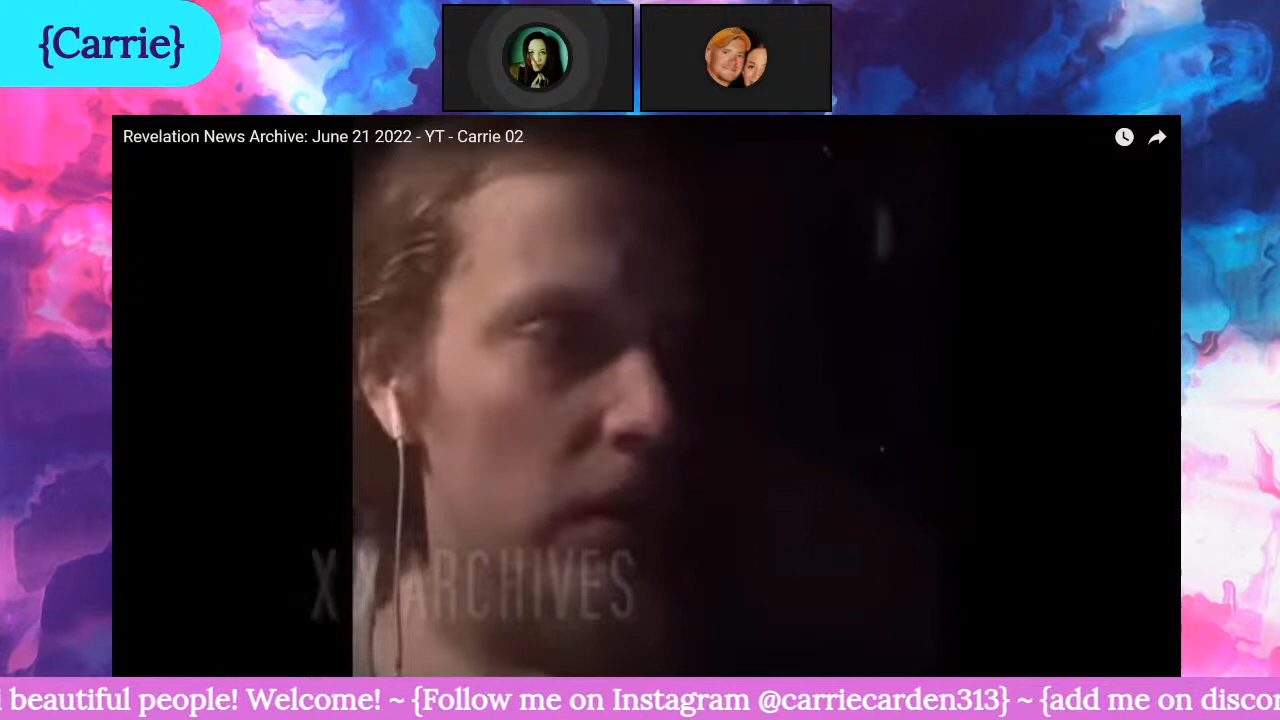 {Carrie}
Revelation News Archive: June 21 2022 - YT - Carrie 02
ARCHIVES
beautiful people! Welcome! ~ {Follow me on Instagram @carriecarden313} ~ {add me on